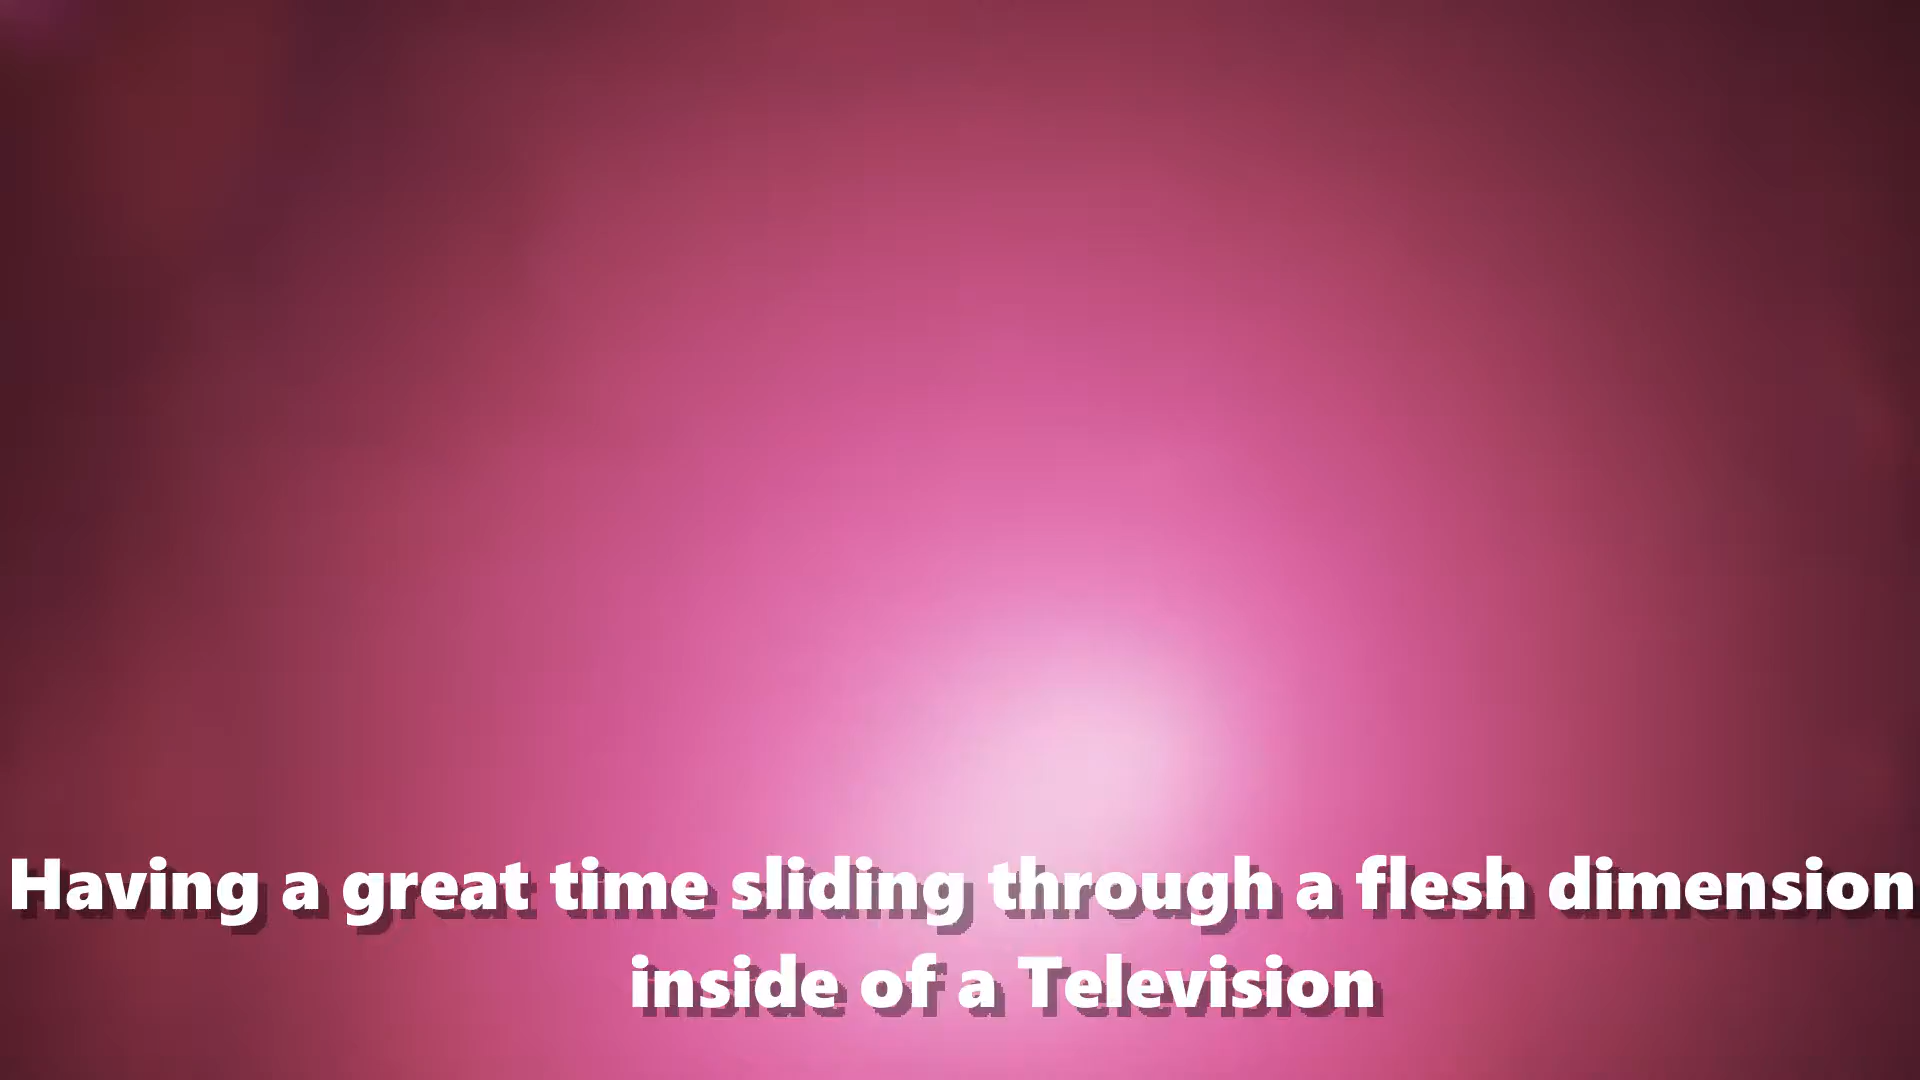 Having a great time sliding through a flesh dimension
inside of a Television